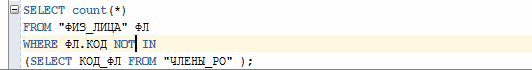 SELECT count(*)
FROM "ФИЗ_ЛИЦА" ФЛ
WHERE ФЛ.КОД NOT IN
(SELECT КОД_ФЛ FROM "ЧЛЕНЫ_РО" );